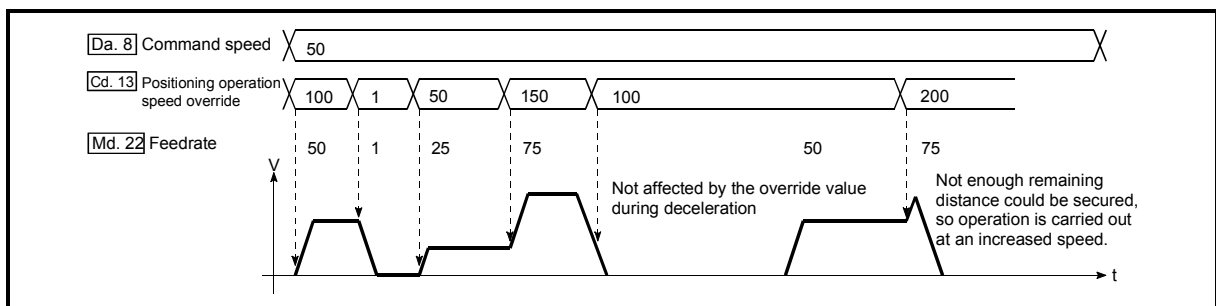 Da. 8 Command speed
50
Cd. 13 Positioning operation
speed override
100 1 50 150 100 200
Md. 22 Feedrate
50 1 25 75 50 75
V
Not affected by the override value
during deceleration
Not enough remaining
distance could be secured,
so operation is carried out
at an increased speed.
t